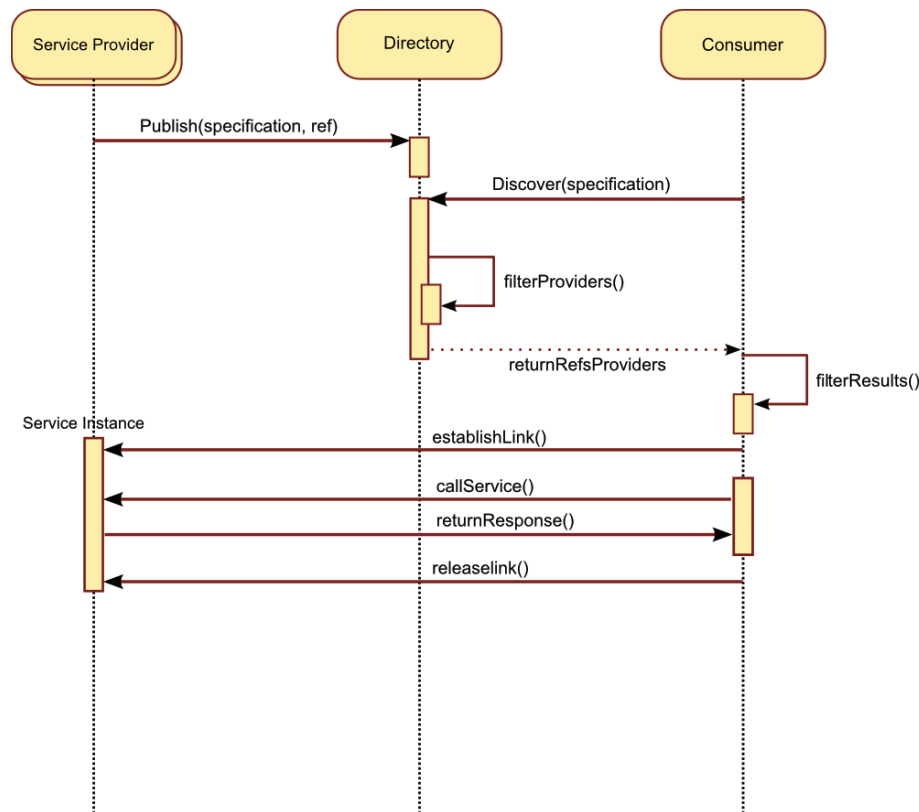 Service Provider
Directory
Consumer
Publish(specification, ref)
Discover(specification)
filterProviders()
returnRefsProviders
filterResults()
Service Instance
establishLink()
callService()
returnResponse()
releaselink()